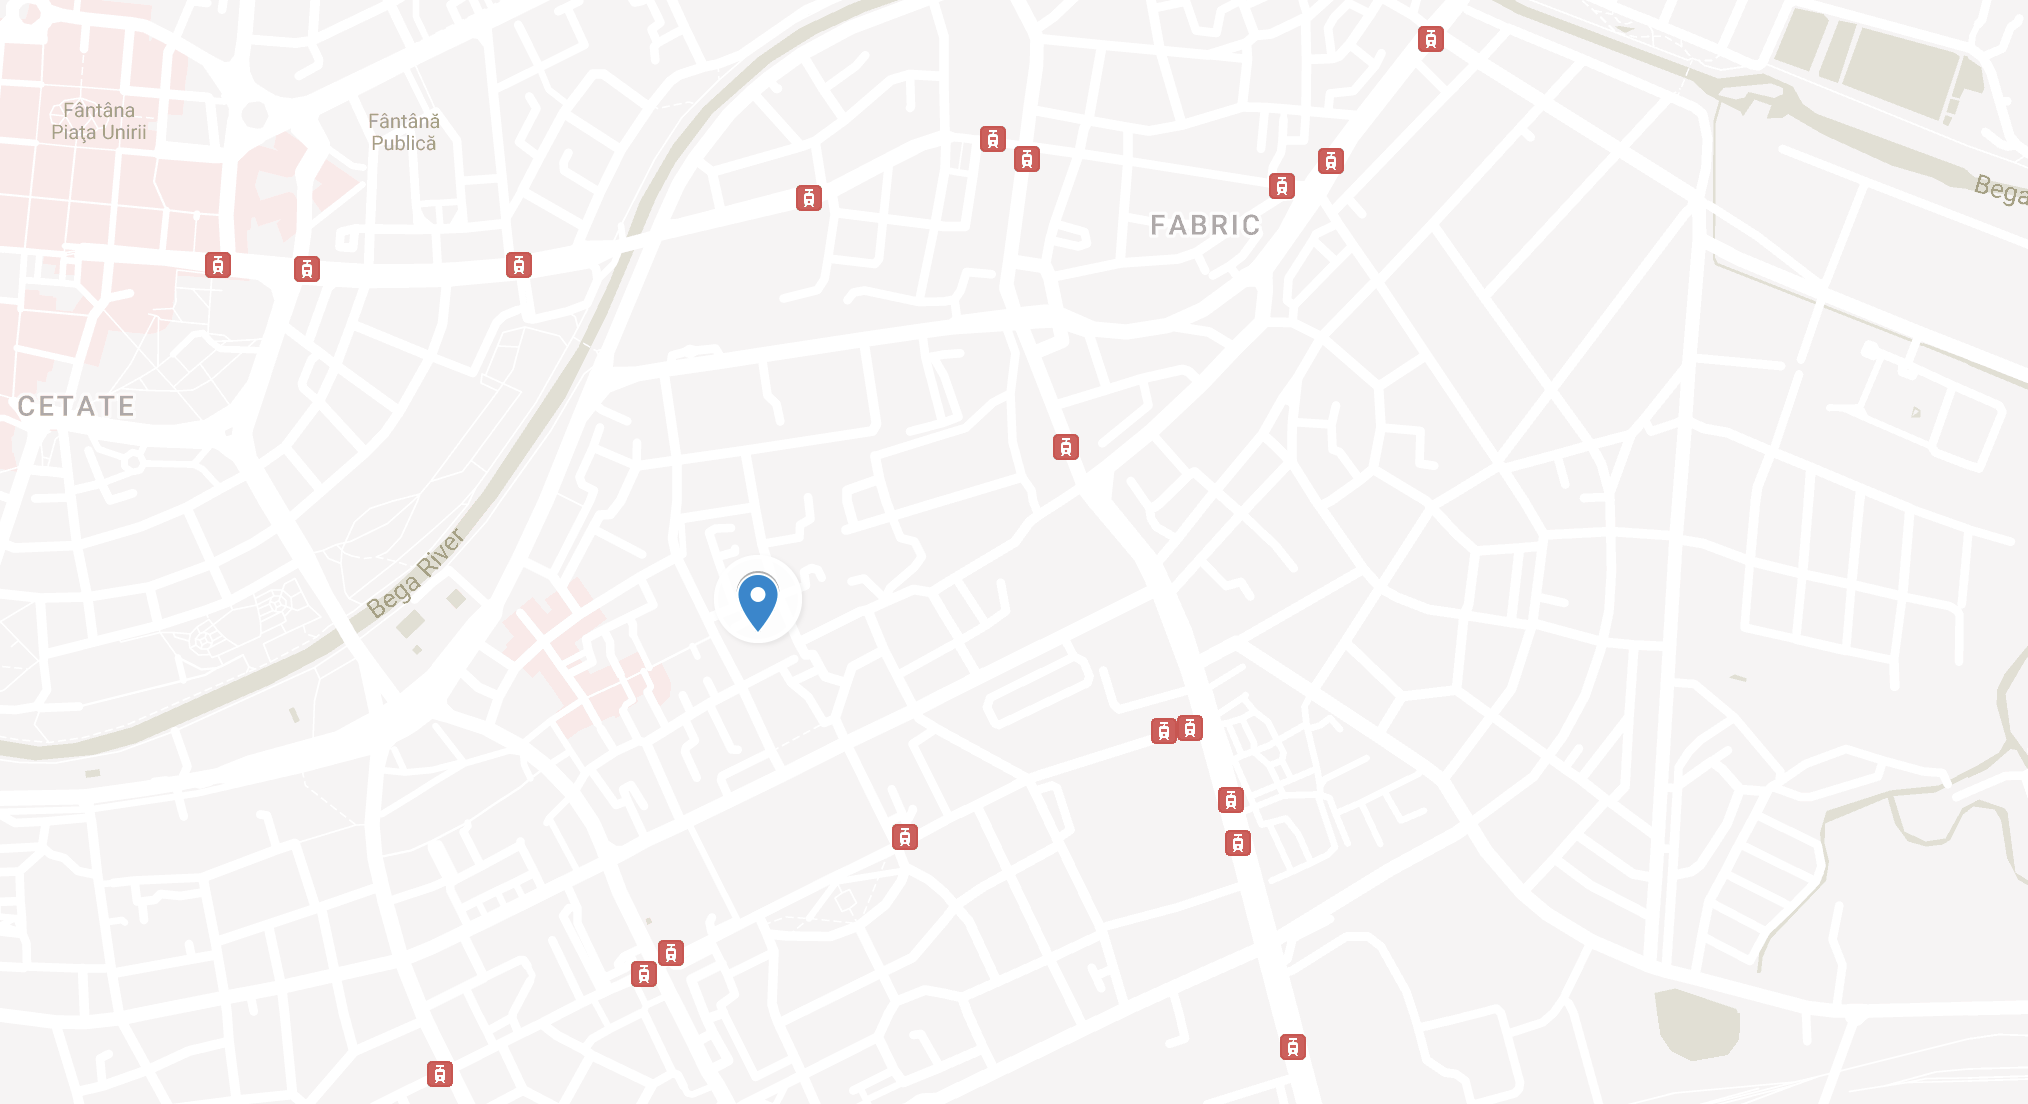 Fântâna
Piața Unirii
Fântână
Publică
FABRIC
Bega
CETATE
Bega River